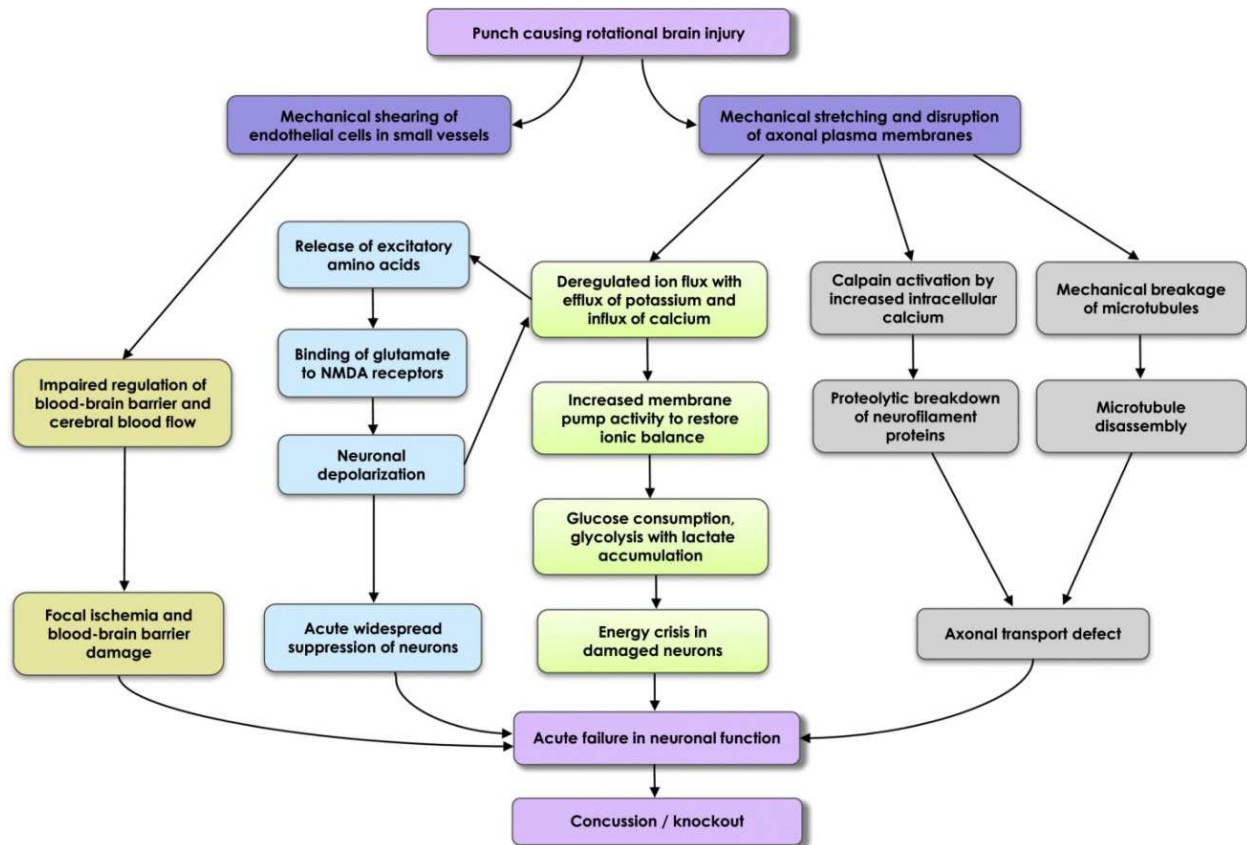 Punch causing rotational brain injury
Mechanical shearing of
endothelial cells in small vessels
Mechanical stretching and disruption
of axonal plasma membranes
Release of excitatory
amino acids
Deregulated ion flux with
efflux of potassium and
influx of calcium
Calpain activation by
increased intracellular
calcium
Mechanical breakage
of microtubules
Impaired regulation of
blood-brain barrier and
cerebral blood flow
Binding of glutamate
to NMDA receptors
Increased membrane
pump activity to restore
ionic balance
Proteolytic breakdown
of neurofilament
proteins
Microtubule
disassembly
Neuronal
depolarization
Glucose consumption,
glycolysis with lactate
accumulation
Focal ischemia and
blood-brain barrier
damage
Acute widespread
suppression of neurons
Energy crisis in
damaged neurons
Axonal transport defect
Acute failure in neuronal function
Concussion / knockout